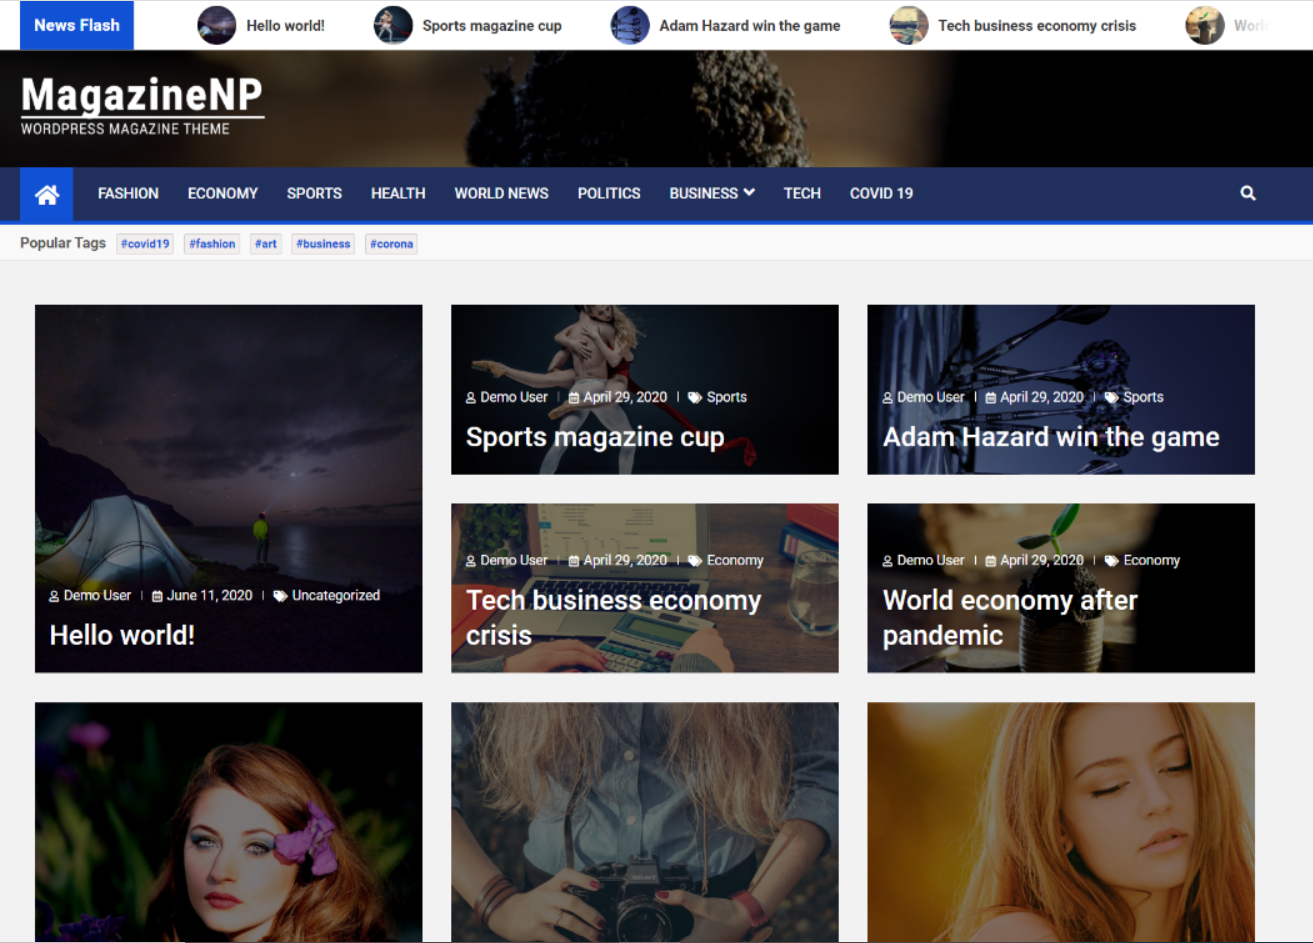 News Flash
Hello world!
Sports magazine cup
Adam Hazard win the game
Tech business economy crisis
MagazineNP
WORDPRESS MAGAZINE THEME
FASHION ECONOMY SPORTS HEALTH WORLD NEWS POLITICS BUSINESS TECH COVID 19
Popular Tags #covid19 #fashion #art #business #corona
Demo User | June 11, 2020 | Uncategorized
Hello world!
Demo User | April 29, 2020 | Sports
Sports magazine cup
Demo User | April 29, 2020 | Sports
Adam Hazard win the game
Demo User | April 29, 2020 | Economy
Tech business economy
crisis
Demo User | April 29, 2020 | Economy
World economy after
pandemic